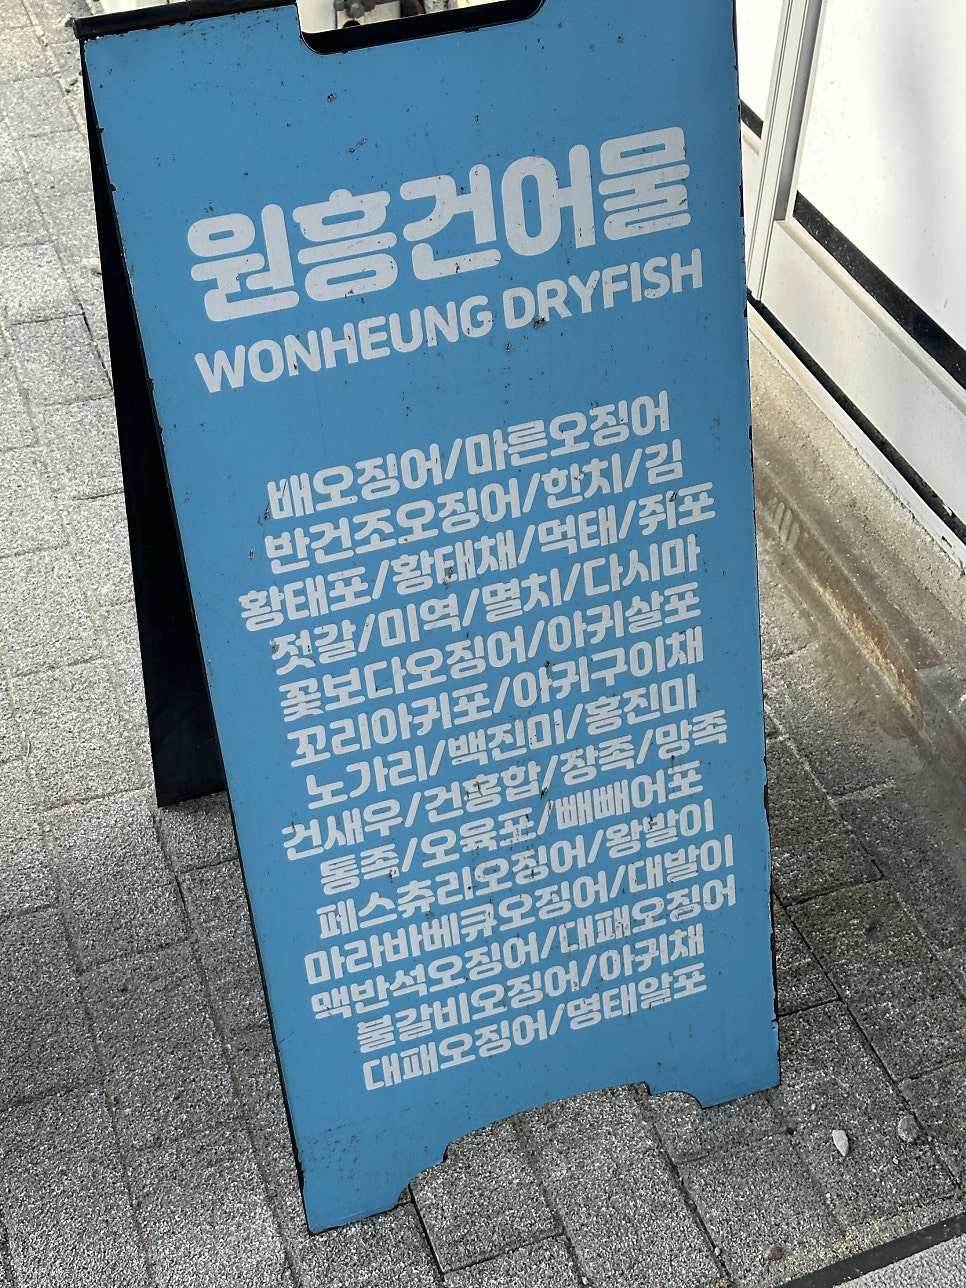 원흥건어물
WONHEUNG DRYFISH
배오징어/마른오징어
반건조오징어/한치/김
황태포/황태채/먹태/쥐포
젓갈/미역/멸치/다시마
꽃보다오징어/아귀살포
꼬리아귀포/아귀구이채
노가리/백진미/홍진미
건새우/건홍합/장족/망족
통족/오육포/빼빼어포
페스츄리오징어/왕발이
마라바베큐오징어/대발이
맥반석오징어/대패오징어
불갈비오징어/아귀채
대패오징어/명태알포